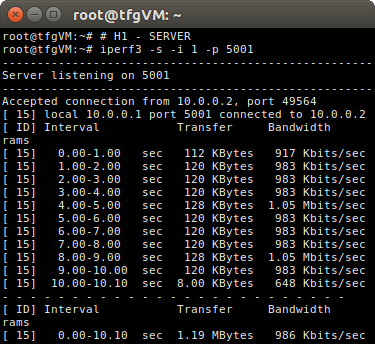 root@tfgVM: ~
root@tfgVM:~# # H1 - SERVER
root@tfgVM:~# iperf3 -s -i 1 -p 5001
-----------------------------------------------------------
Server listening on 5001
-----------------------------------------------------------
Accepted connection from 10.0.0.2, port 49564
[ 15] local 10.0.0.1 port 5001 connected to 10.0.0.2
[ ID] Interval           Transfer     Bandwidth
rams
[ 15]   0.00-1.00   sec   112 KBytes   917 Kbits/sec
[ 15]   1.00-2.00   sec   120 KBytes   983 Kbits/sec
[ 15]   2.00-3.00   sec   120 KBytes   983 Kbits/sec
[ 15]   3.00-4.00   sec   120 KBytes   983 Kbits/sec
[ 15]   4.00-5.00   sec   128 KBytes  1.05 Mbits/sec
[ 15]   5.00-6.00   sec   120 KBytes   983 Kbits/sec
[ 15]   6.00-7.00   sec   120 KBytes   983 Kbits/sec
[ 15]   7.00-8.00   sec   120 KBytes   983 Kbits/sec
[ 15]   8.00-9.00   sec   128 KBytes  1.05 Mbits/sec
[ 15]   9.00-10.00  sec   120 KBytes   983 Kbits/sec
[ 15]  10.00-10.10  sec  8.00 KBytes   648 Kbits/sec
- - - - - - - - - - - - - - - - - - - - - - - - -
[ ID] Interval           Transfer     Bandwidth
rams
[ 15]   0.00-10.10  sec  1.19 MBytes   986 Kbits/sec